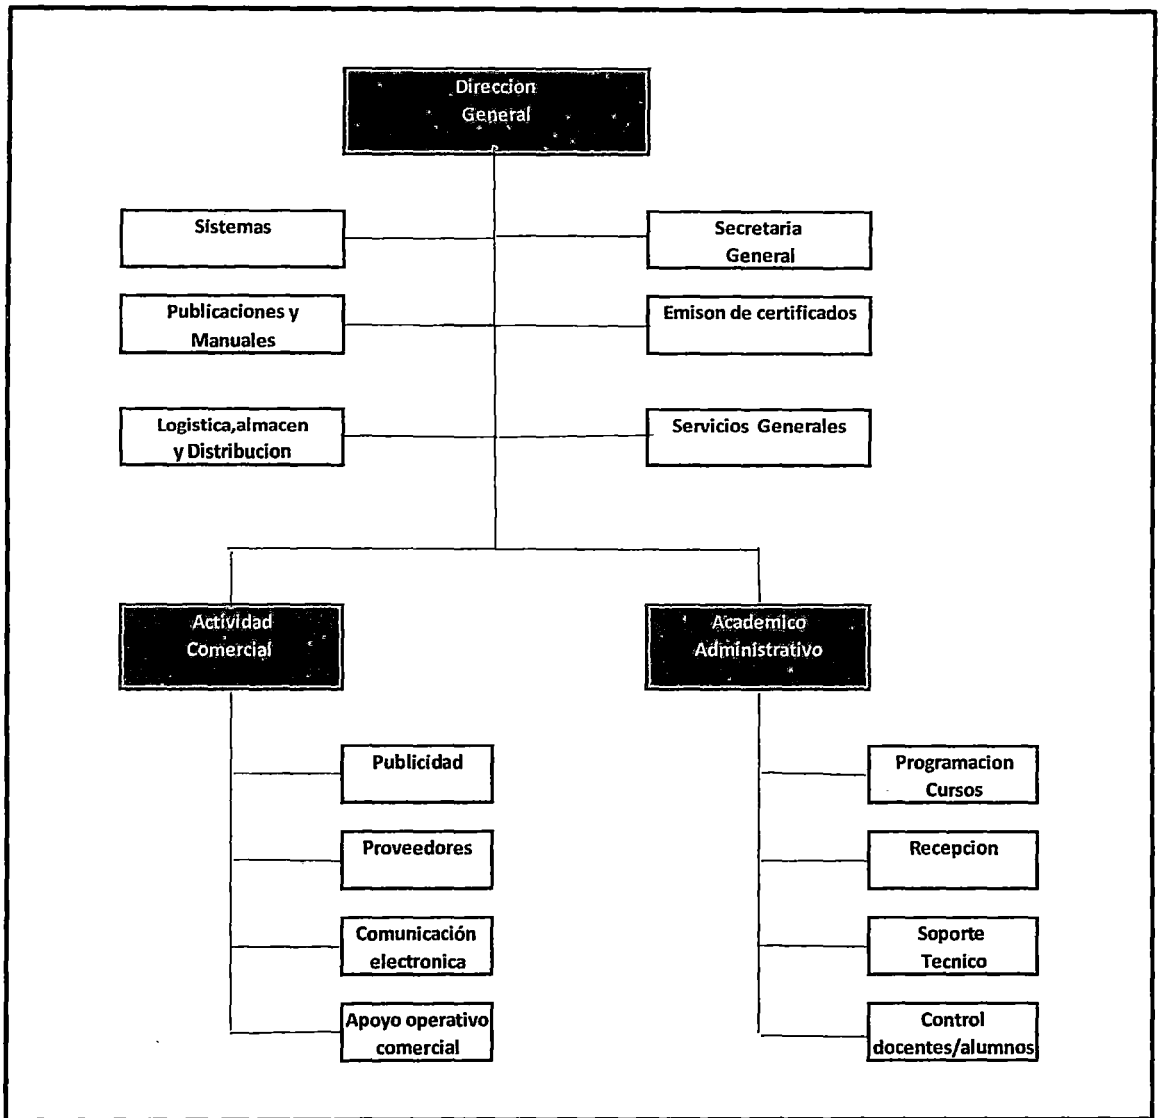 Direccion
General
Sistemas
Secretaria
General
Publicaciones y
Manuales
Emison de certificados
Logistica,almacen
y Distribucion
Servicios Generales
Actividad
Comercial
Academico
Administrativo
Publicidad
Proveedores
Comunicación
electronica
Apoyo operativo
comercial
Programacion
Cursos
Recepcion
Soporte
Tecnico
Control
docentes/alumnos